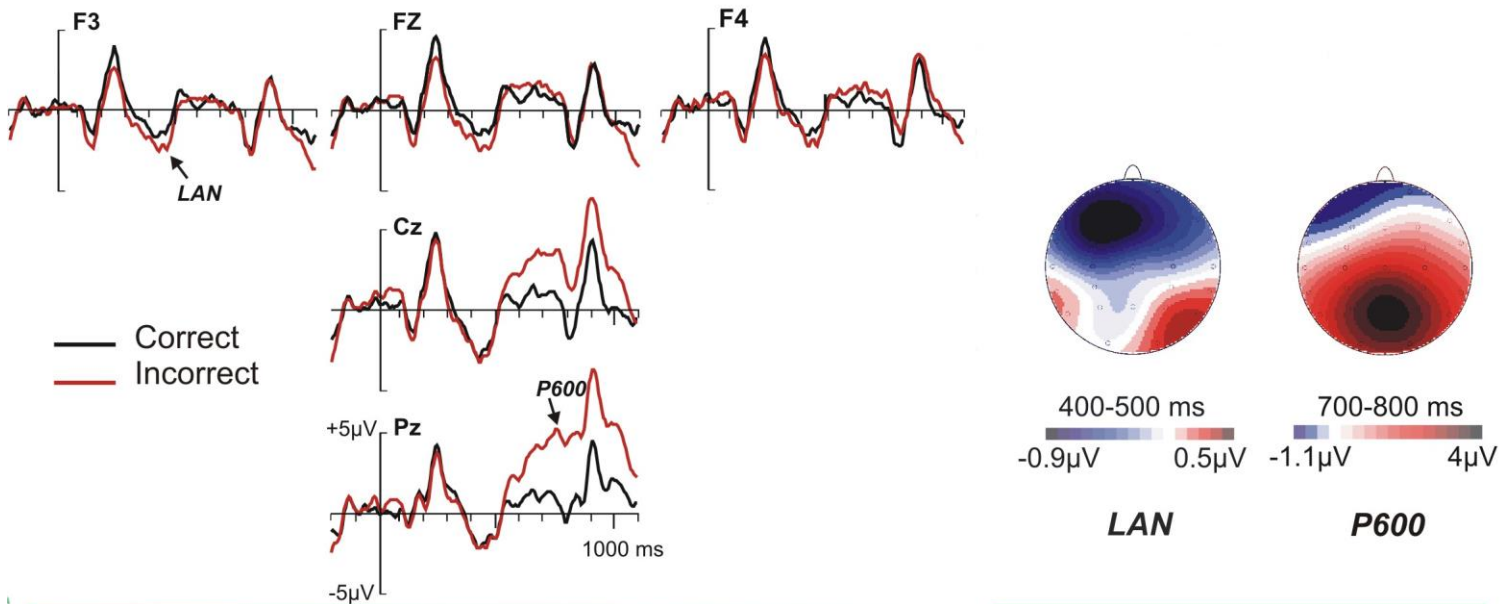 F3
FZ
F4
LAN
Cz
Correct
Incorrect
P600
+5µV
Pz
1000 ms
-5µV
400-500 ms
700-800 ms
-0.9µV
0.5µV
-1.1µV
4µV
LAN
P600